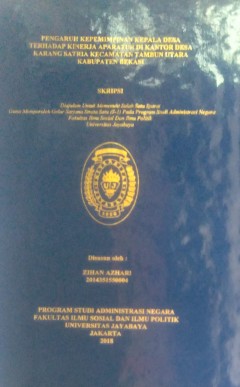 PENGARUH KEPEMIMPINAN KEPALA DESA
TERHADAP KINERJA APARATUR DI KANTOR DESA
KARANG SATRIA KECAMATAN TAMBUN UTARA
KABUPATEN BEKASI
SKRIPSI
Diajukan Untuk Memenuhi Salah Satu Syarat
Guna Memperoleh Gelar Sarjana Strata Satu (S-1) Pada Program Studi Administrasi Negara
Fakultas Ilmu Sosial Dan Ilmu Politik
Universitas Jayabaya
Disusun oleh :
ZIHAN AZHARI
2014351550004
PROGRAM STUDI ADMINISTRASI NEGARA
FAKULTAS ILMU SOSIAL DAN ILMU POLITIK
UNIVERSITAS JAYABAYA
JAKARTA
2018